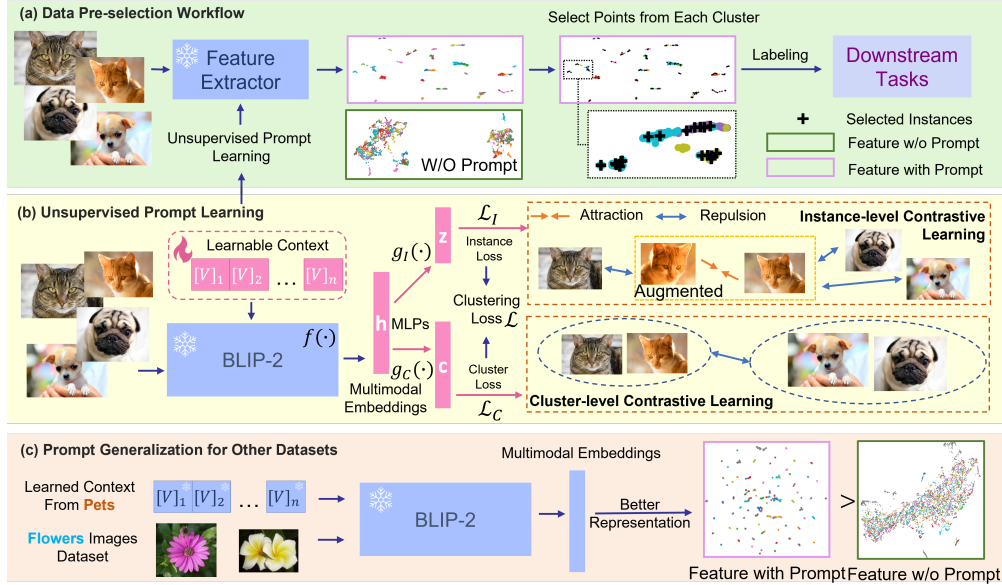 (a) Data Pre-selection Workflow
Select Points from Each Cluster
Feature
Extractor
Labeling
Downstream
Tasks
Unsupervised Prompt
Learning
W/O Prompt
Selected Instances
Feature w/o Prompt
Feature with Prompt
(b) Unsupervised Prompt Learning
Learnable Context
[V]₁ [V]₂ ... [V]ₙ
BLIP-2
f(·)
h
MLPs
g_I(·)
g_C(·)
Multimodal
Embeddings
z
c
ℒ_I
Instance
Loss
Clustering
Loss ℒ
Cluster
Loss
ℒ_C
Attraction
Repulsion
Instance-level Contrastive
Learning
Augmented
Cluster-level Contrastive Learning
(c) Prompt Generalization for Other Datasets
Learned Context
From Pets
[V]₁ [V]₂ ... [V]ₙ
Flowers Images
Dataset
BLIP-2
Multimodal Embeddings
Better
Representation
>
Feature with Prompt
Feature w/o Prompt